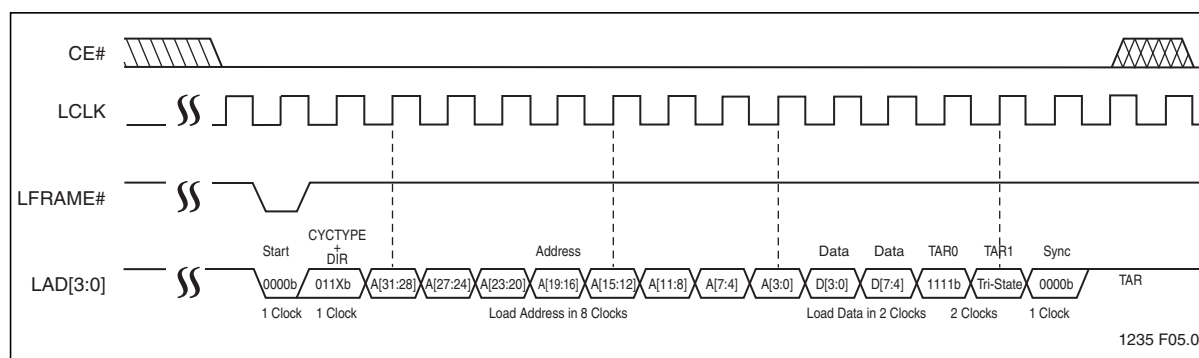 CE#
LCLK
LFRAME#
Start
CYCTYPE
+
DIR
Address
Data Data TAR0 TAR1 Sync
LAD[3:0]
0000b 011Xb A[31:28] A[27:24] A[23:20] A[19:16] A[15:12] A[11:8] A[7:4] A[3:0] D[3:0] D[7:4] 1111b Tri-State 0000b TAR
1 Clock 1 Clock Load Address in 8 Clocks Load Data in 2 Clocks 2 Clocks 1 Clock
1235 F05.0